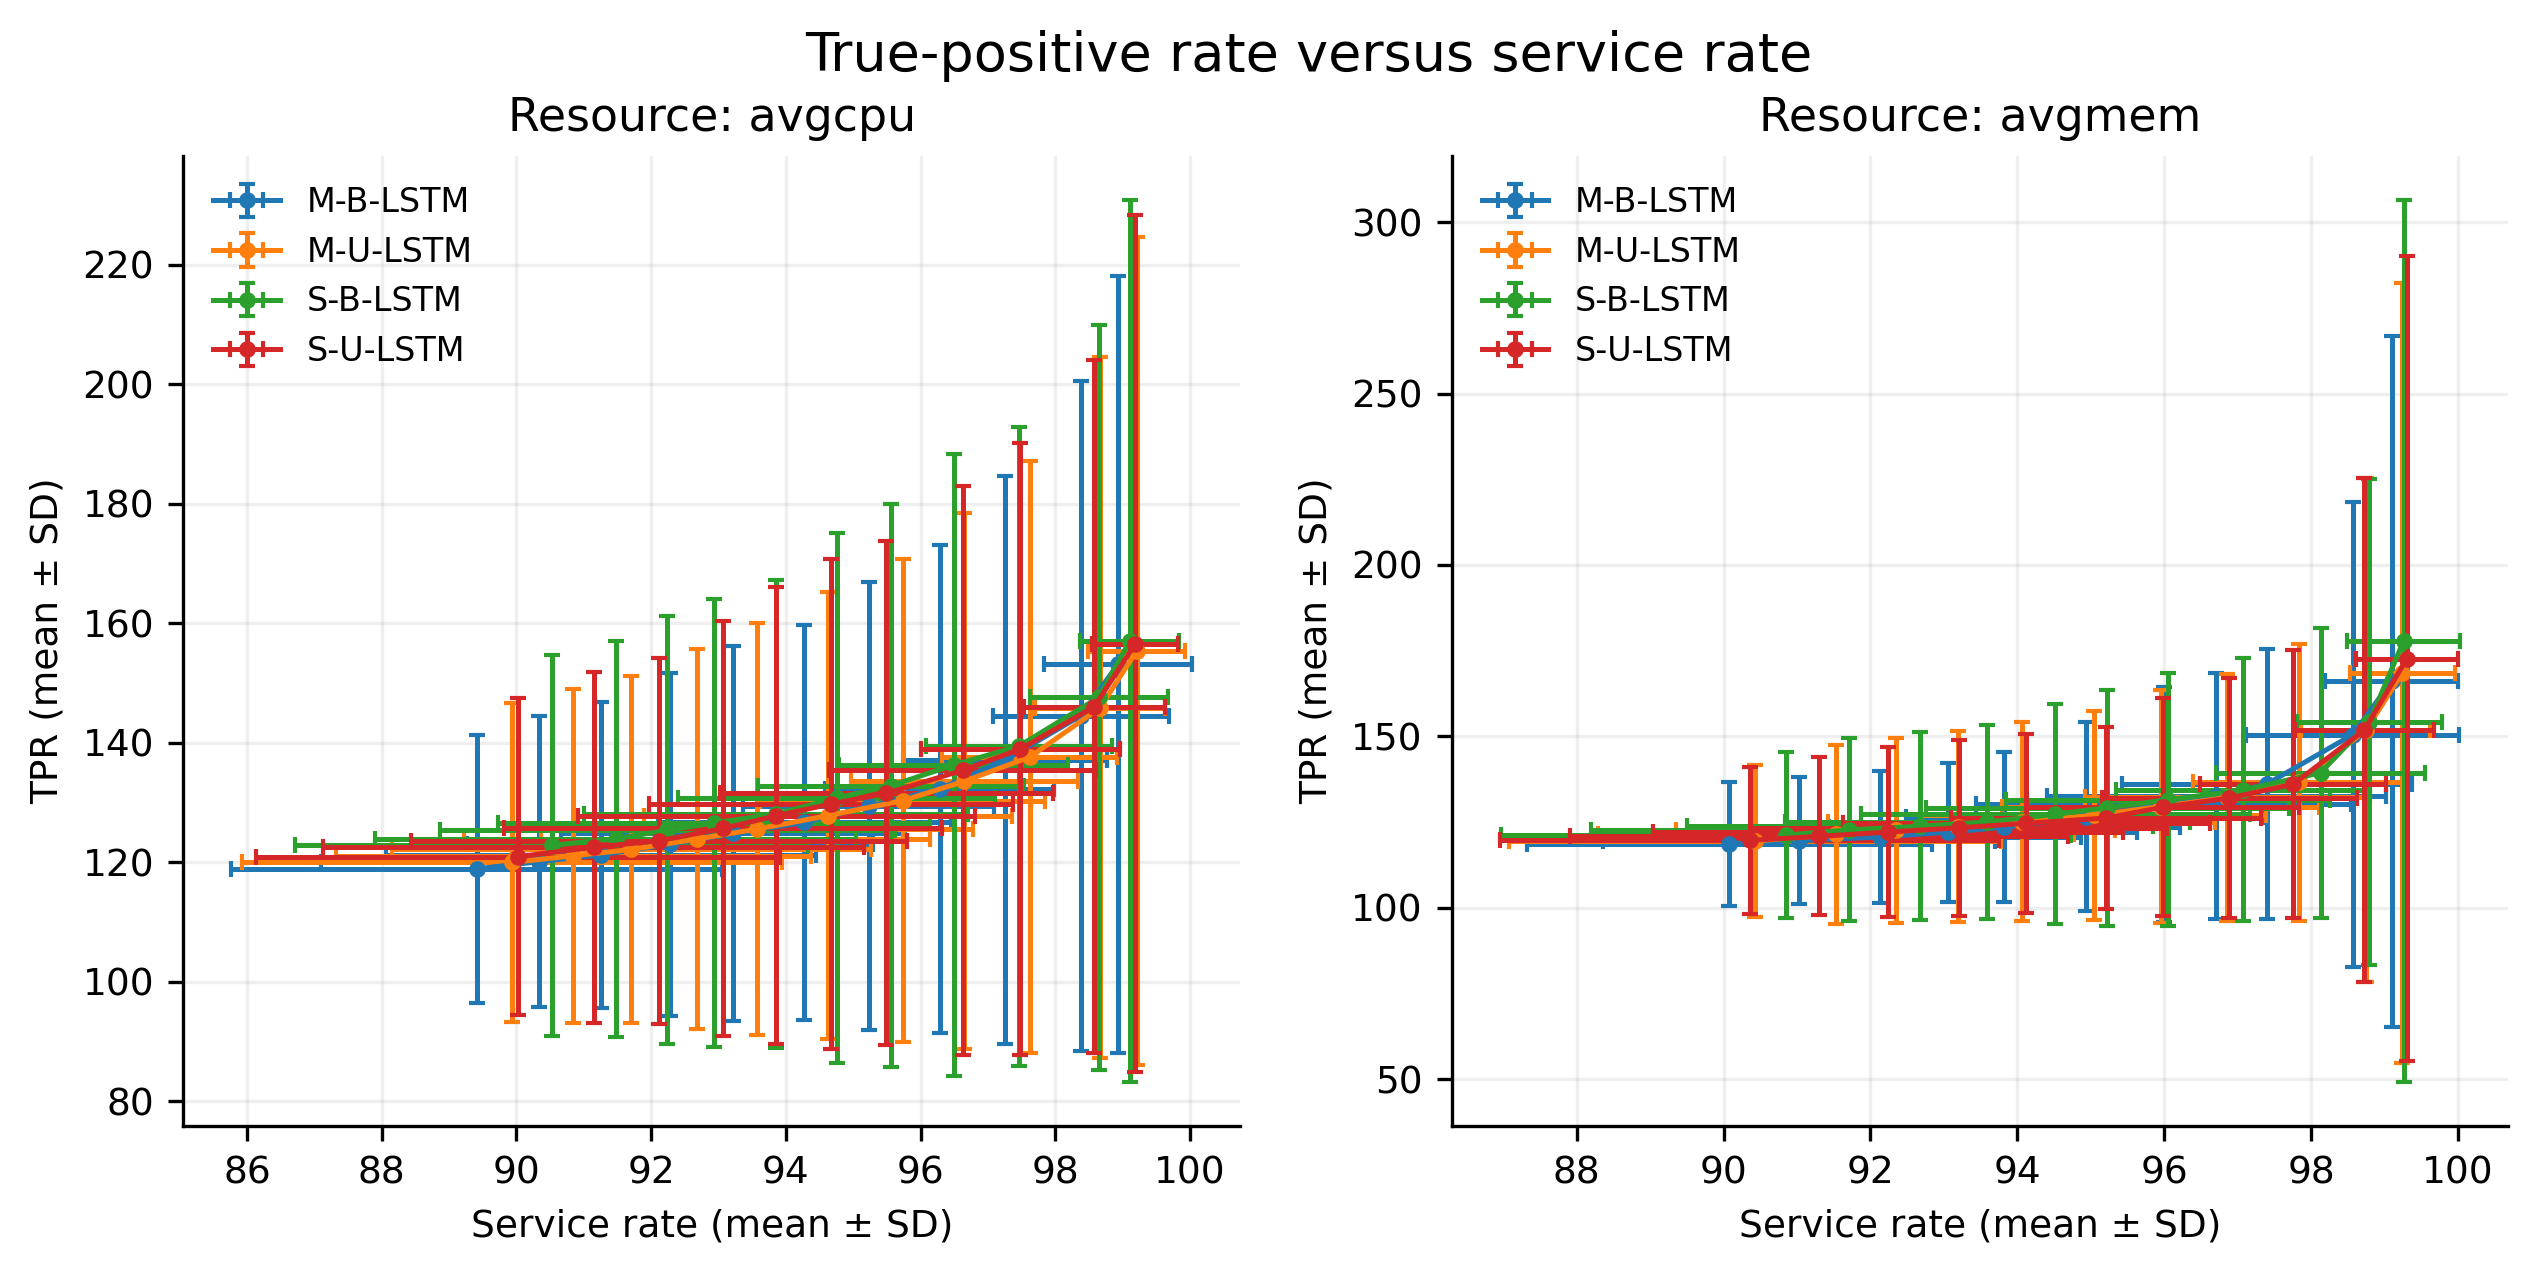 True-positive rate versus service rate
Resource: avgcpu
M-B-LSTM
M-U-LSTM
S-B-LSTM
S-U-LSTM
TPR (mean ± SD)
220
200
180
160
140
120
100
80
86 88 90 92 94 96 98 100
Service rate (mean ± SD)
Resource: avgmem
M-B-LSTM
M-U-LSTM
S-B-LSTM
S-U-LSTM
TPR (mean ± SD)
300
250
200
150
100
50
88 90 92 94 96 98 100
Service rate (mean ± SD)